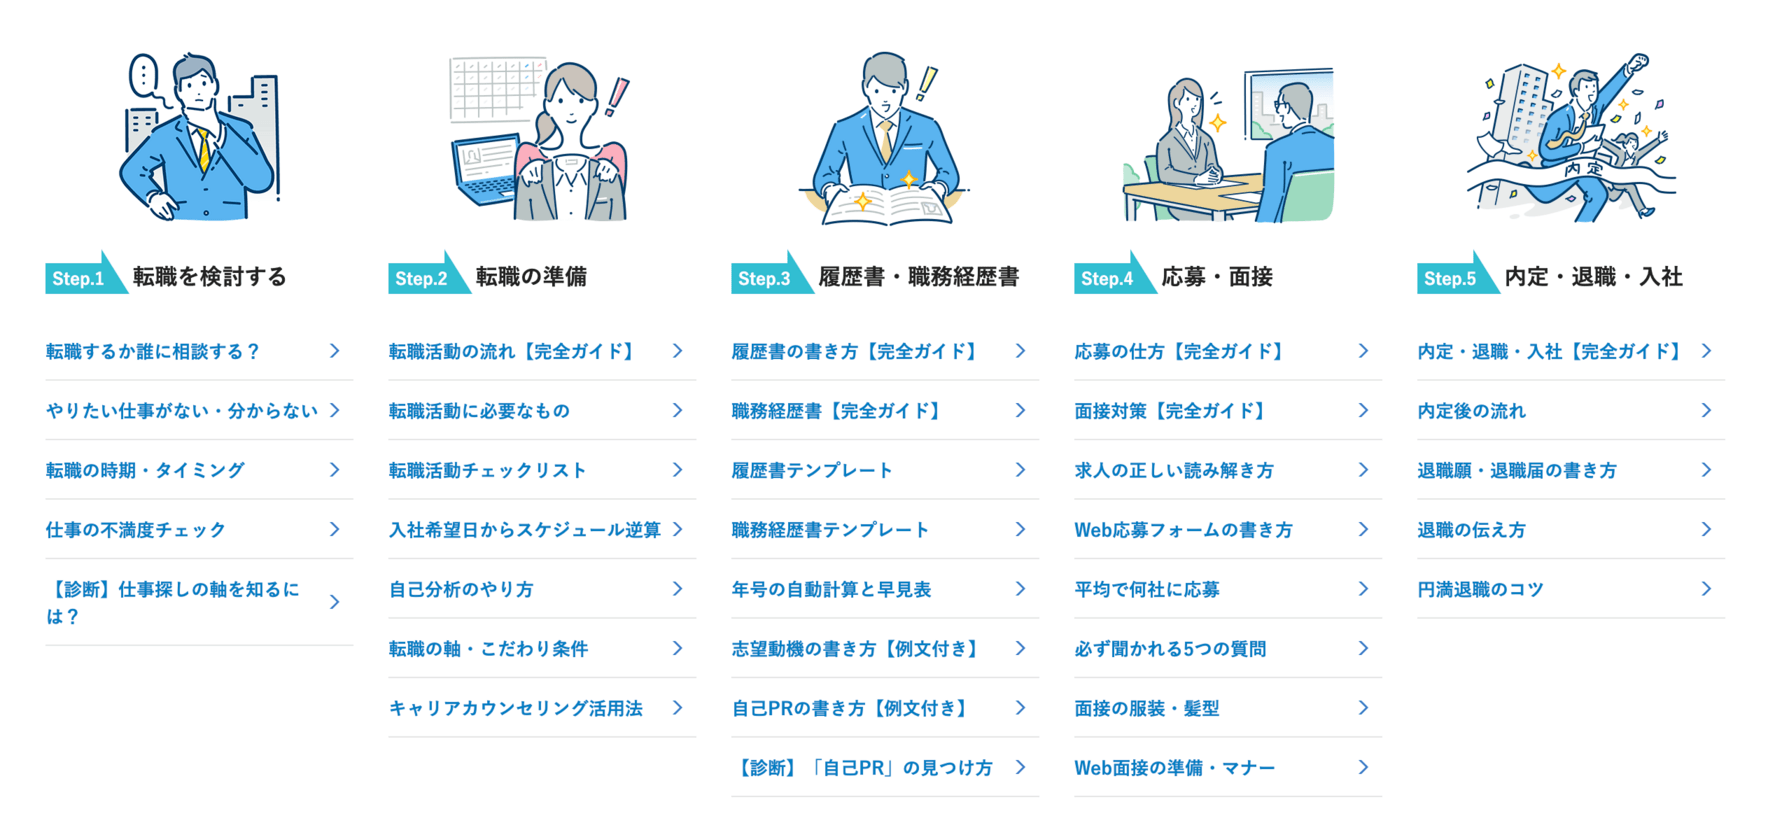 Step.1 転職を検討する
転職するか誰に相談する？
やりたい仕事がない・分からない
転職の時期・タイミング
仕事の不満度チェック
【診断】仕事探しの軸を知るに
は？
Step.2 転職の準備
転職活動の流れ【完全ガイド】
転職活動に必要なもの
転職活動チェックリスト
入社希望日からスケジュール逆算
自己分析のやり方
転職の軸・こだわり条件
キャリアカウンセリング活用法
Step.3 履歴書・職務経歴書
履歴書の書き方【完全ガイド】
職務経歴書【完全ガイド】
履歴書テンプレート
職務経歴書テンプレート
年号の自動計算と早見表
志望動機の書き方【例文付き】
自己PRの書き方【例文付き】
【診断】「自己PR」の見つけ方
Step.4 応募・面接
応募の仕方【完全ガイド】
面接対策【完全ガイド】
求人の正しい読み解き方
Web応募フォームの書き方
平均で何社に応募
必ず聞かれる5つの質問
面接の服装・髪型
Web面接の準備・マナー
内定
Step.5 内定・退職・入社
内定・退職・入社【完全ガイド】
内定後の流れ
退職願・退職届の書き方
退職の伝え方
円満退職のコツ